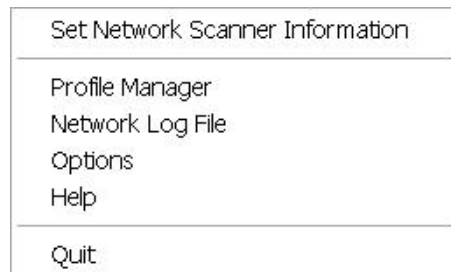 Set Network Scanner Information
Profile Manager
Network Log File
Options
Help
Quit